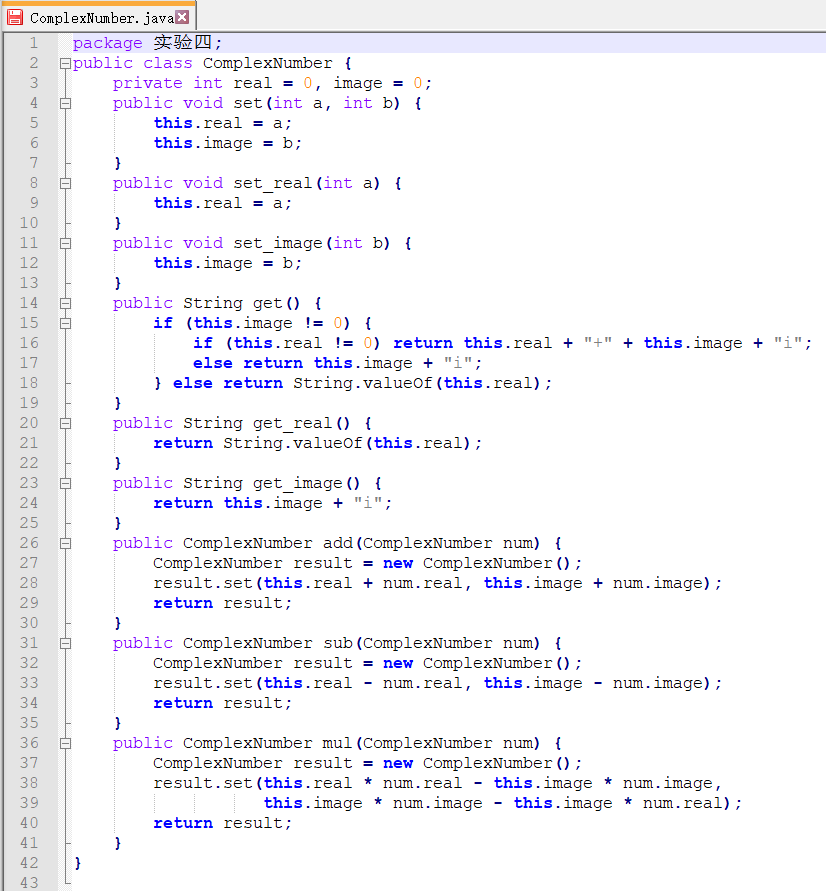 ComplexNumber.java
1 package 实验四;
2 public class ComplexNumber {
3     private int real = 0, image = 0;
4     public void set(int a, int b) {
5         this.real = a;
6         this.image = b;
7     }
8     public void set_real(int a) {
9         this.real = a;
10     }
11     public void set_image(int b) {
12         this.image = b;
13     }
14     public String get() {
15         if (this.image != 0) {
16             if (this.real != 0) return this.real + "+" + this.image + "i";
17             else return this.image + "i";
18         } else return String.valueOf(this.real);
19     }
20     public String get_real() {
21         return String.valueOf(this.real);
22     }
23     public String get_image() {
24         return this.image + "i";
25     }
26     public ComplexNumber add(ComplexNumber num) {
27         ComplexNumber result = new ComplexNumber();
28         result.set(this.real + num.real, this.image + num.image);
29         return result;
30     }
31     public ComplexNumber sub(ComplexNumber num) {
32         ComplexNumber result = new ComplexNumber();
33         result.set(this.real - num.real, this.image - num.image);
34         return result;
35     }
36     public ComplexNumber mul(ComplexNumber num) {
37         ComplexNumber result = new ComplexNumber();
38         result.set(this.real * num.real - this.image * num.image,
39                    this.image * num.image - this.image * num.real);
40         return result;
41     }
42 }
43